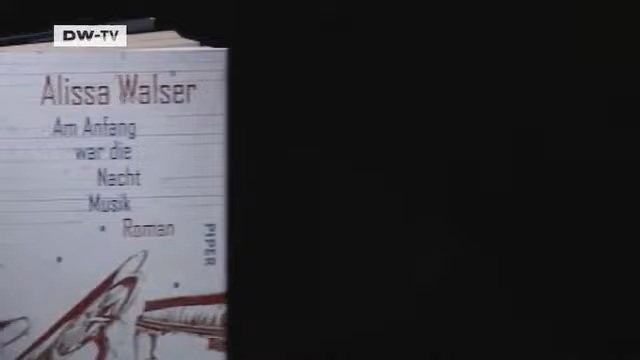 DW-TV
Alissa Walser
Am Anfang
war die
Nacht
Musik
Roman
PIPER